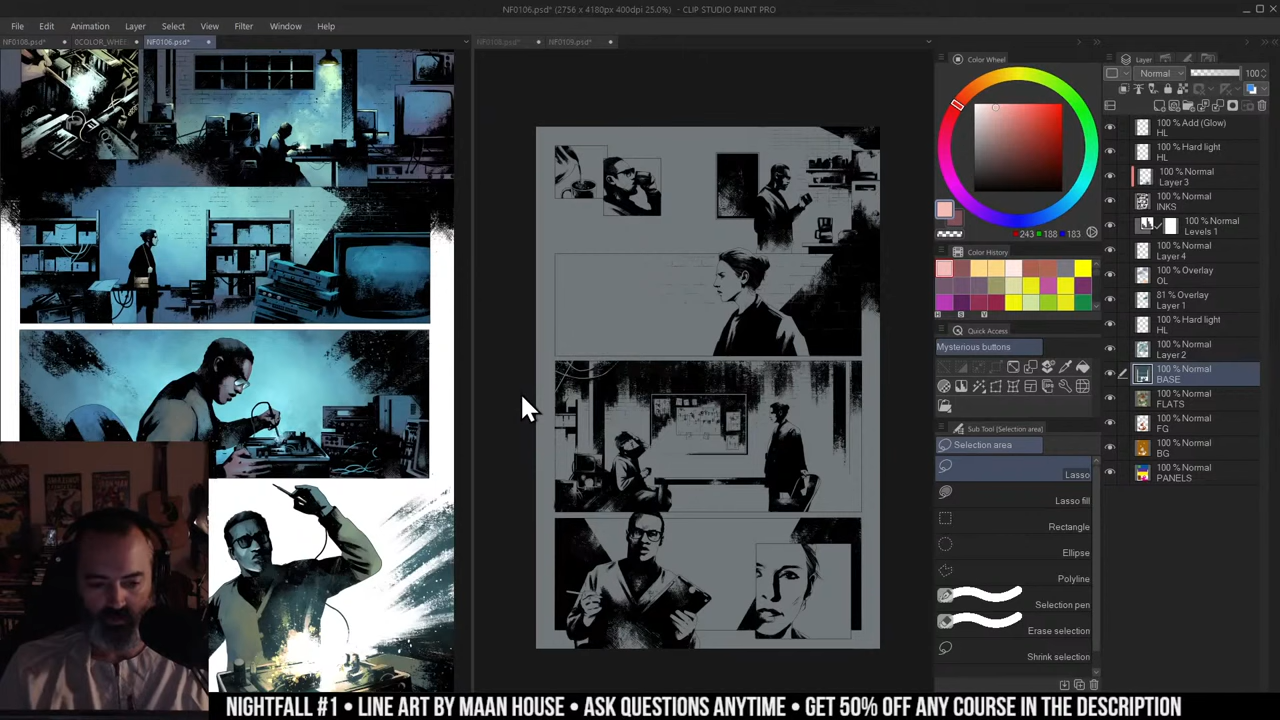 NF0106.psd* (2756 x 4180px 400dpi 25.0%) - CLIP STUDIO PAINT PRO
File Edit Animation Layer Select View Filter Window Help
NF0108.psd* 0COLOR_WHEE NF0106.psd* NF0108.psd* NF0109.psd*
Color Wheel
243 188 183
Color History
H S V
Quick Access
Mysterious buttons
Sub Tool (Selection area)
Selection area
Lasso
Lasso fill
Rectangle
Ellipse
Polyline
Selection pen
Erase selection
Shrink selection
Layer
Normal 100
100 % Add (Glow)
HL
100 % Hard light
HL
100 % Normal
Layer 3
100 % Normal
INKS
100 % Normal
Levels 1
100 % Normal
Layer 4
100 % Overlay
OL
81 % Overlay
Layer 1
100 % Hard light
HL
100 % Normal
Layer 2
100 % Normal
BASE
100 % Normal
FLATS
100 % Normal
FG
100 % Normal
BG
100 % Normal
PANELS
NIGHTFALL #1 • LINE ART BY MAAN HOUSE • ASK QUESTIONS ANYTIME • GET 50% OFF ANY COURSE IN THE DESCRIPTION